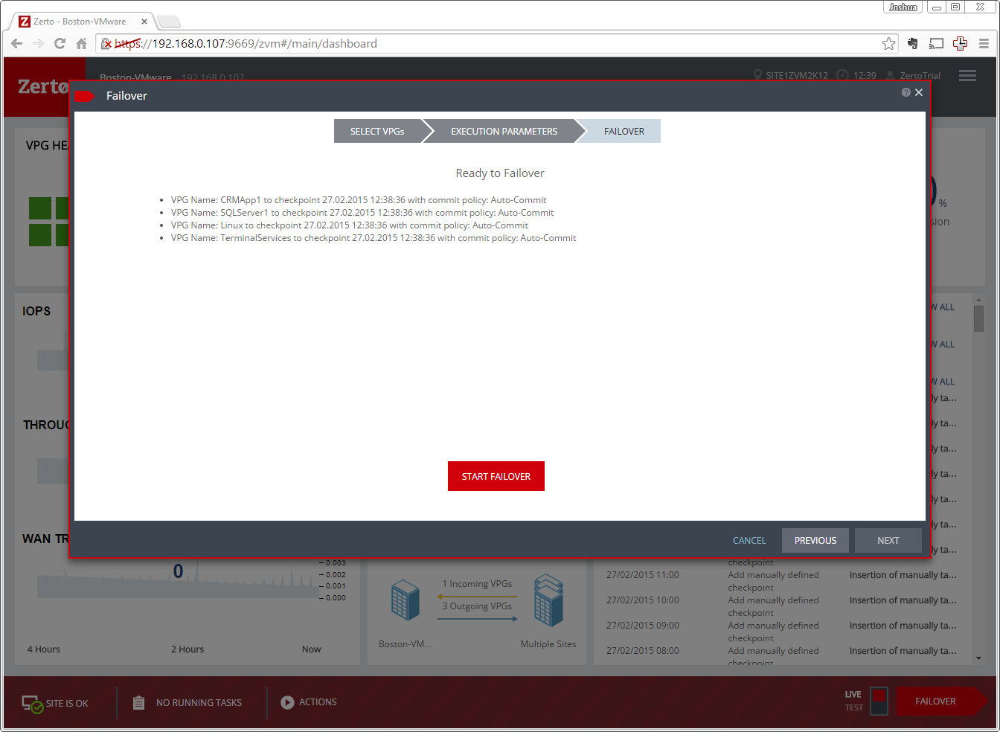 Joshua
Zerto - Boston-VMware
https://192.168.0.107:9669/zvm#/main/dashboard
Zerto
Boston-VMware 192.168.0.107
SITE1ZVM2K12 12:39 ZertoTrial
Failover
SELECT VPGs EXECUTION PARAMETERS FAILOVER
VPG HEA
Ready to Failover
VPG Name: CRMApp1 to checkpoint 27.02.2015 12:38:36 with commit policy: Auto-Commit
VPG Name: SQLServer1 to checkpoint 27.02.2015 12:38:36 with commit policy: Auto-Commit
VPG Name: Linux to checkpoint 27.02.2015 12:38:36 with commit policy: Auto-Commit
VPG Name: TerminalServices to checkpoint 27.02.2015 12:38:36 with commit policy: Auto-Commit
%
sion
IOPS
W ALL
W ALL
W ALL
ly ta...
THROUG
ly ta...
ly ta...
ly ta...
ly ta...
ly ta...
START FAILOVER
WAN TR
ly ta...
CANCEL PREVIOUS NEXT
0
0.003
0.002
0.001
0.000
4 Hours 2 Hours Now
1 Incoming VPGs
3 Outgoing VPGs
Boston-VM... Multiple Sites
checkpoint
27/02/2015 11:00 Add manually defined Insertion of manually ta...
checkpoint
27/02/2015 10:00 Add manually defined Insertion of manually ta...
checkpoint
27/02/2015 09:00 Add manually defined Insertion of manually ta...
checkpoint
27/02/2015 08:00 Add manually defined Insertion of manually ta...
checkpoint
SITE IS OK NO RUNNING TASKS ACTIONS
LIVE
TEST
FAILOVER